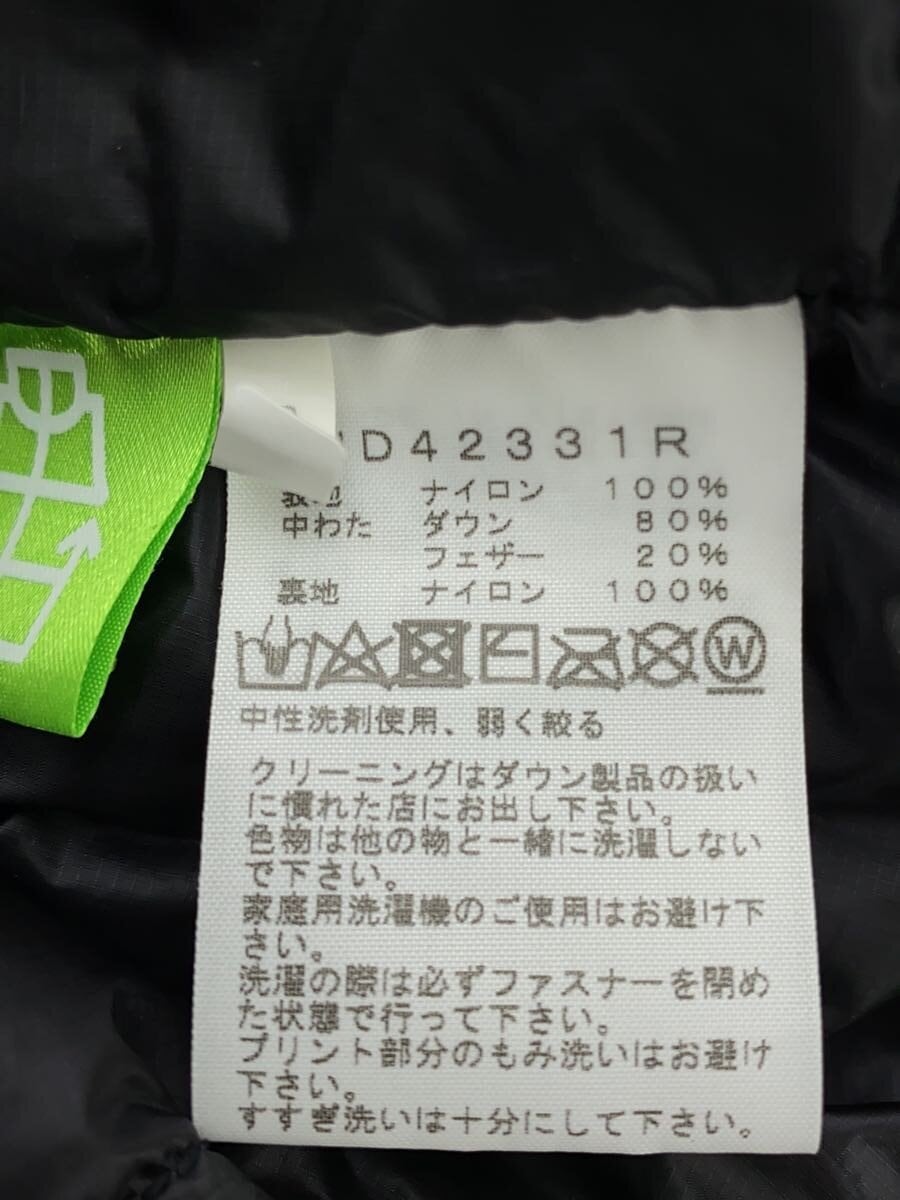 D42331R
表地 ナイロン 100%
中わた ダウン 80%
フェザー 20%
裏地 ナイロン 100%
W
中性洗剤使用、弱く絞る
クリーニングはダウン製品の扱い
に慣れた店にお出し下さい。
色物は他の物と一緒に洗濯しない
で下さい。
家庭用洗濯機のご使用はお避け下
さい。
洗濯の際は必ずファスナーを閉め
た状態で行って下さい。
プリント部分のもみ洗いはお避け
下さい。
すすぎ洗いは十分にして下さい。